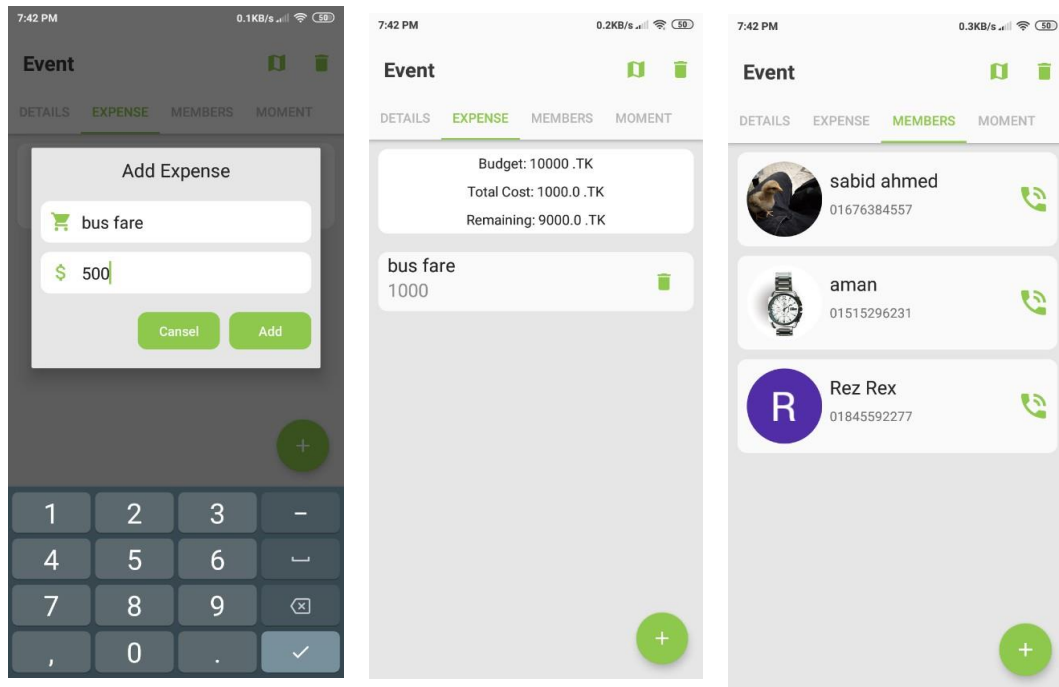 7:42 PM 0.1KB/s 50
Event
DETAILS EXPENSE MEMBERS MOMENT
Add Expense
bus fare
$ 500
Cansel Add
+
1 2 3 -
4 5 6
7 8 9
, 0 .
7:42 PM 0.2KB/s 50
Event
DETAILS EXPENSE MEMBERS MOMENT
Budget: 10000 .TK
Total Cost: 1000.0 .TK
Remaining: 9000.0 .TK
bus fare
1000
+
7:42 PM 0.3KB/s 50
Event
DETAILS EXPENSE MEMBERS MOMENT
sabid ahmed
01676384557
aman
01515296231
R
Rez Rex
01845592277
+